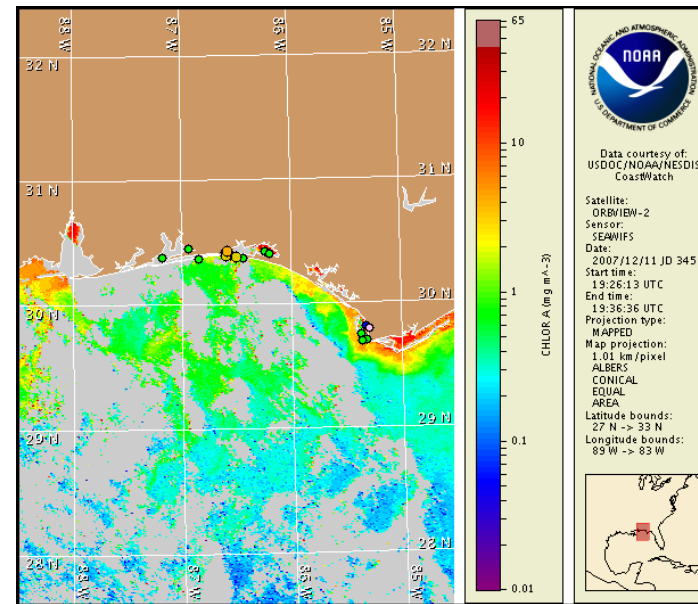 88 W
87 W
86 W
85 W
32 N
32 N
31 N
31 N
30 N
30 N
29 N
29 N
28 N
28 N
88 W
87 W
86 W
85 W
65
10
1
0.1
0.01
CHLOR A (mg m^-3)
NATIONAL OCEANIC AND ATMOSPHERIC ADMINISTRATION
NOAA
U.S. DEPARTMENT OF COMMERCE
Data courtesy of:
USDOC/NOAA/NESDIS
CoastWatch
Satellite:
ORBVIEW-2
Sensor:
SEAWIFS
Date:
2007/12/11 JD 345
Start time:
19:26:13 UTC
End time:
19:36:36 UTC
Projection type:
MAPPED
Map projection:
1.01 km/pixel
ALBERS
CONICAL
EQUAL
AREA
Latitude bounds:
27 N -> 33 N
Longitude bounds:
89 W -> 83 W